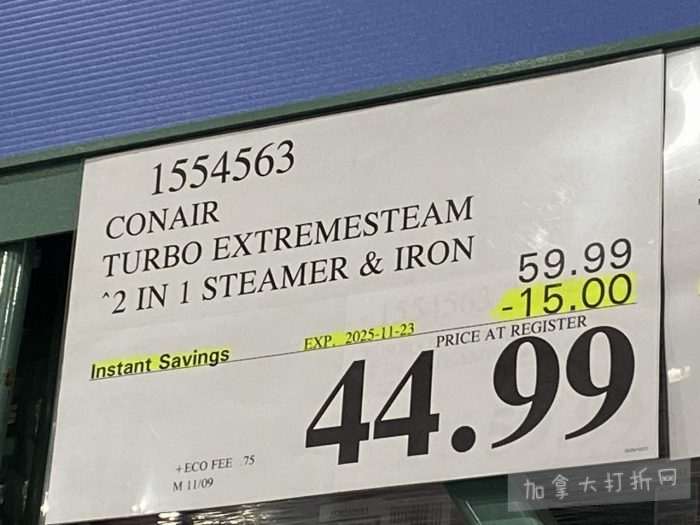 1554563
CONAIR
TURBO EXTREMESTEAM
^2 IN 1 STEAMER & IRON
59.99
-15.00
Instant Savings
EXP. 2025-11-23
PRICE AT REGISTER
44.99
+ECO FEE .75
M 11/09
加拿大打折网